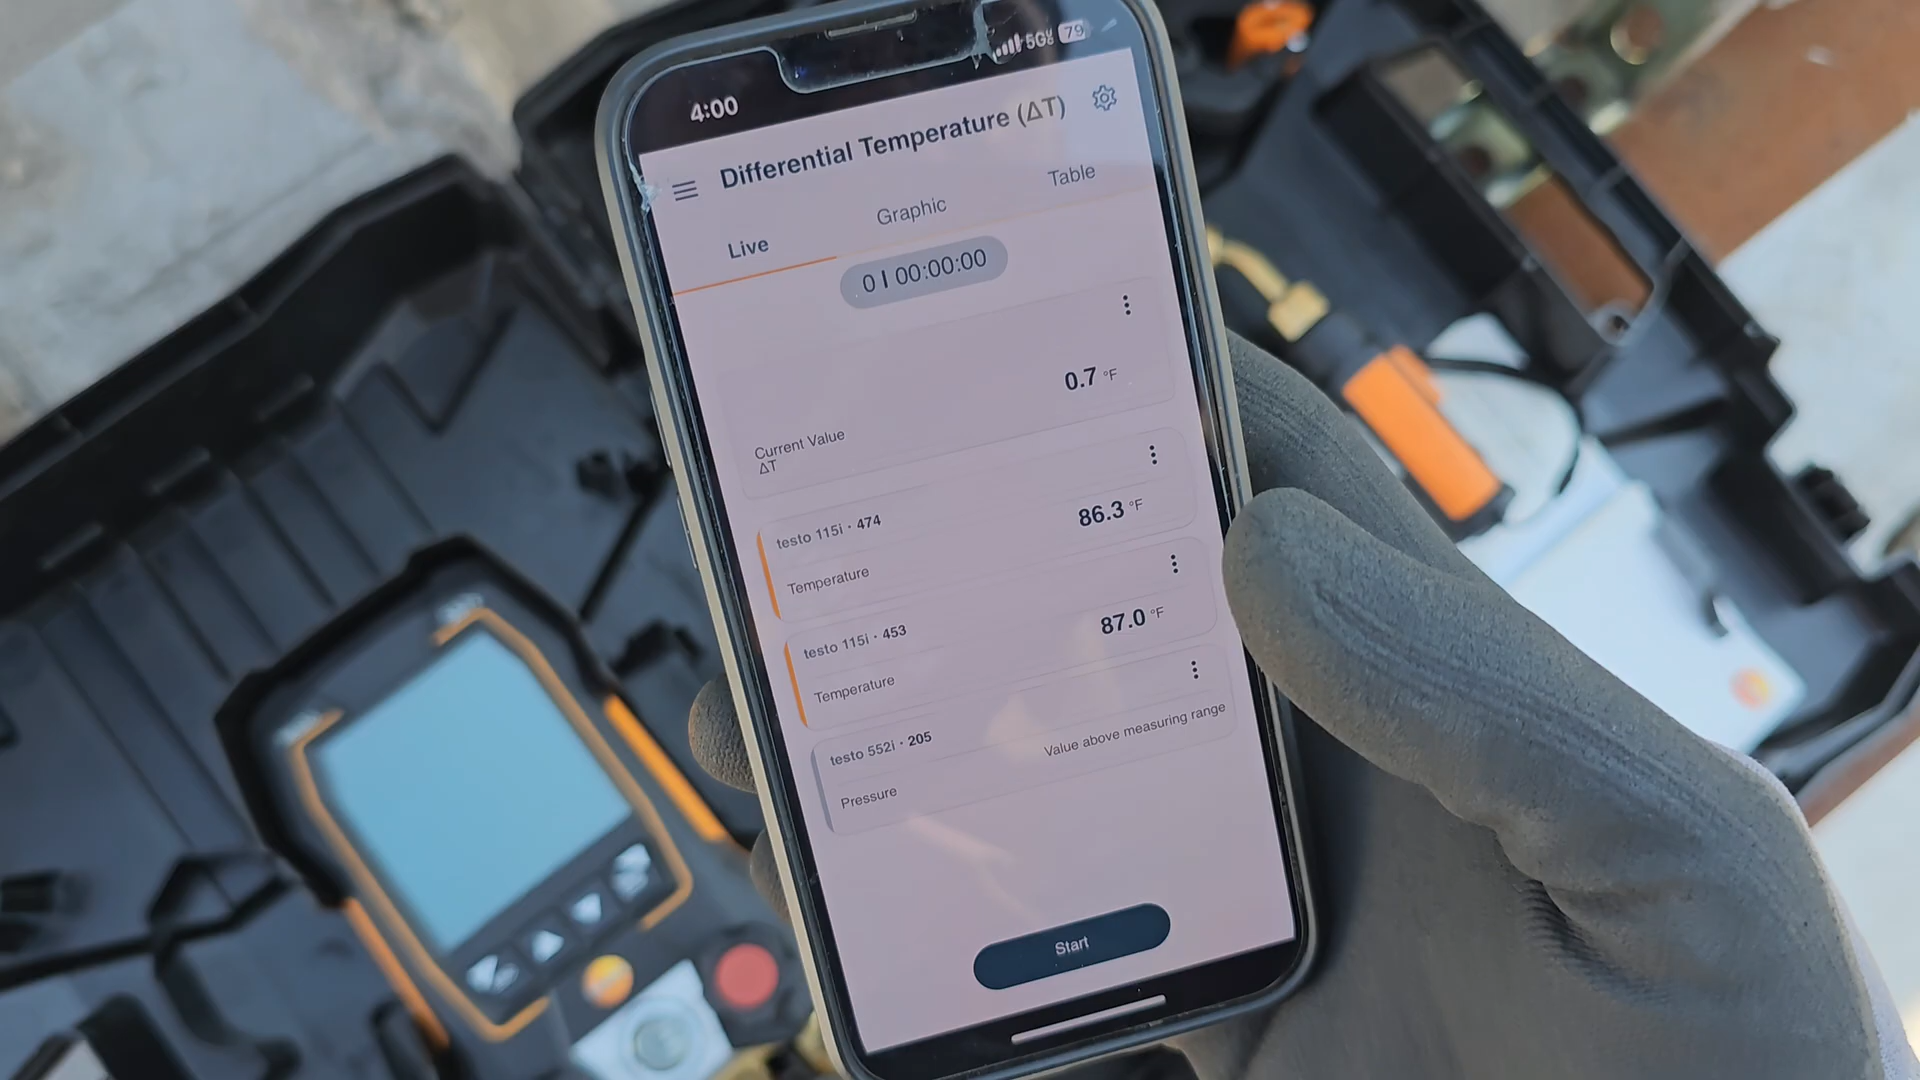 4:00
5G
79
Differential Temperature (ΔT)
Live
Graphic
Table
0 | 00:00:00
0.7 °F
Current Value
ΔT
testo 115i · 474
86.3 °F
Temperature
testo 115i · 453
87.0 °F
Temperature
testo 552i · 205
Value above measuring range
Pressure
Start